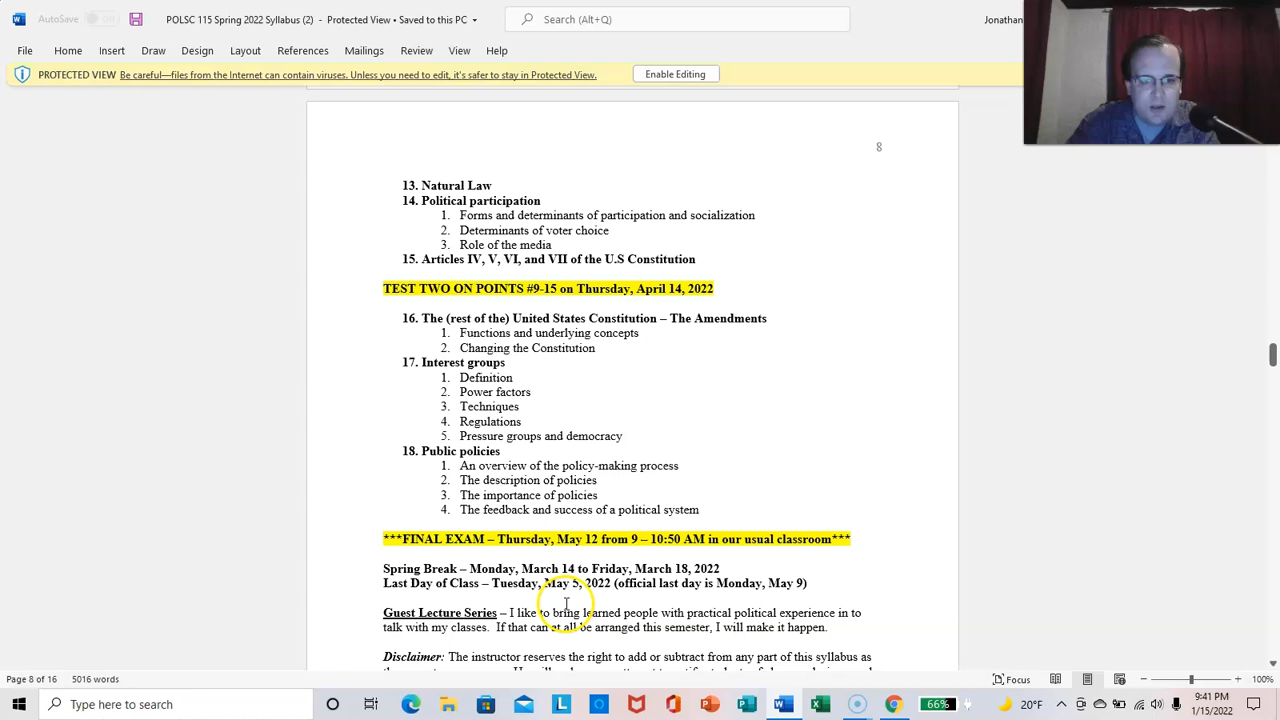 AutoSave
Off
POLSC 115 Spring 2022 Syllabus (2) - Protected View • Saved to this PC
Search (Alt+Q)
Jonathan
File Home Insert Draw Design Layout References Mailings Review View Help
PROTECTED VIEW Be careful—files from the Internet can contain viruses. Unless you need to edit, it's safer to stay in Protected View. Enable Editing
8
13. Natural Law
14. Political participation
1. Forms and determinants of participation and socialization
2. Determinants of voter choice
3. Role of the media
15. Articles IV, V, VI, and VII of the U.S Constitution
TEST TWO ON POINTS #9-15 on Thursday, April 14, 2022
16. The (rest of the) United States Constitution – The Amendments
1. Functions and underlying concepts
2. Changing the Constitution
17. Interest groups
1. Definition
2. Power factors
3. Techniques
4. Regulations
5. Pressure groups and democracy
18. Public policies
1. An overview of the policy-making process
2. The description of policies
3. The importance of policies
4. The feedback and success of a political system
***FINAL EXAM – Thursday, May 12 from 9 – 10:50 AM in our usual classroom***
Spring Break – Monday, March 14 to Friday, March 18, 2022
Last Day of Class – Tuesday, May 5, 2022 (official last day is Monday, May 9)
Guest Lecture Series – I like to bring learned people with practical political experience in to
talk with my classes. If that can at all be arranged this semester, I will make it happen.
Disclaimer: The instructor reserves the right to add or subtract from any part of this syllabus as
Page 8 of 16 5016 words Focus 100%
Type here to search
66%
20°F
9:41 PM
1/15/2022